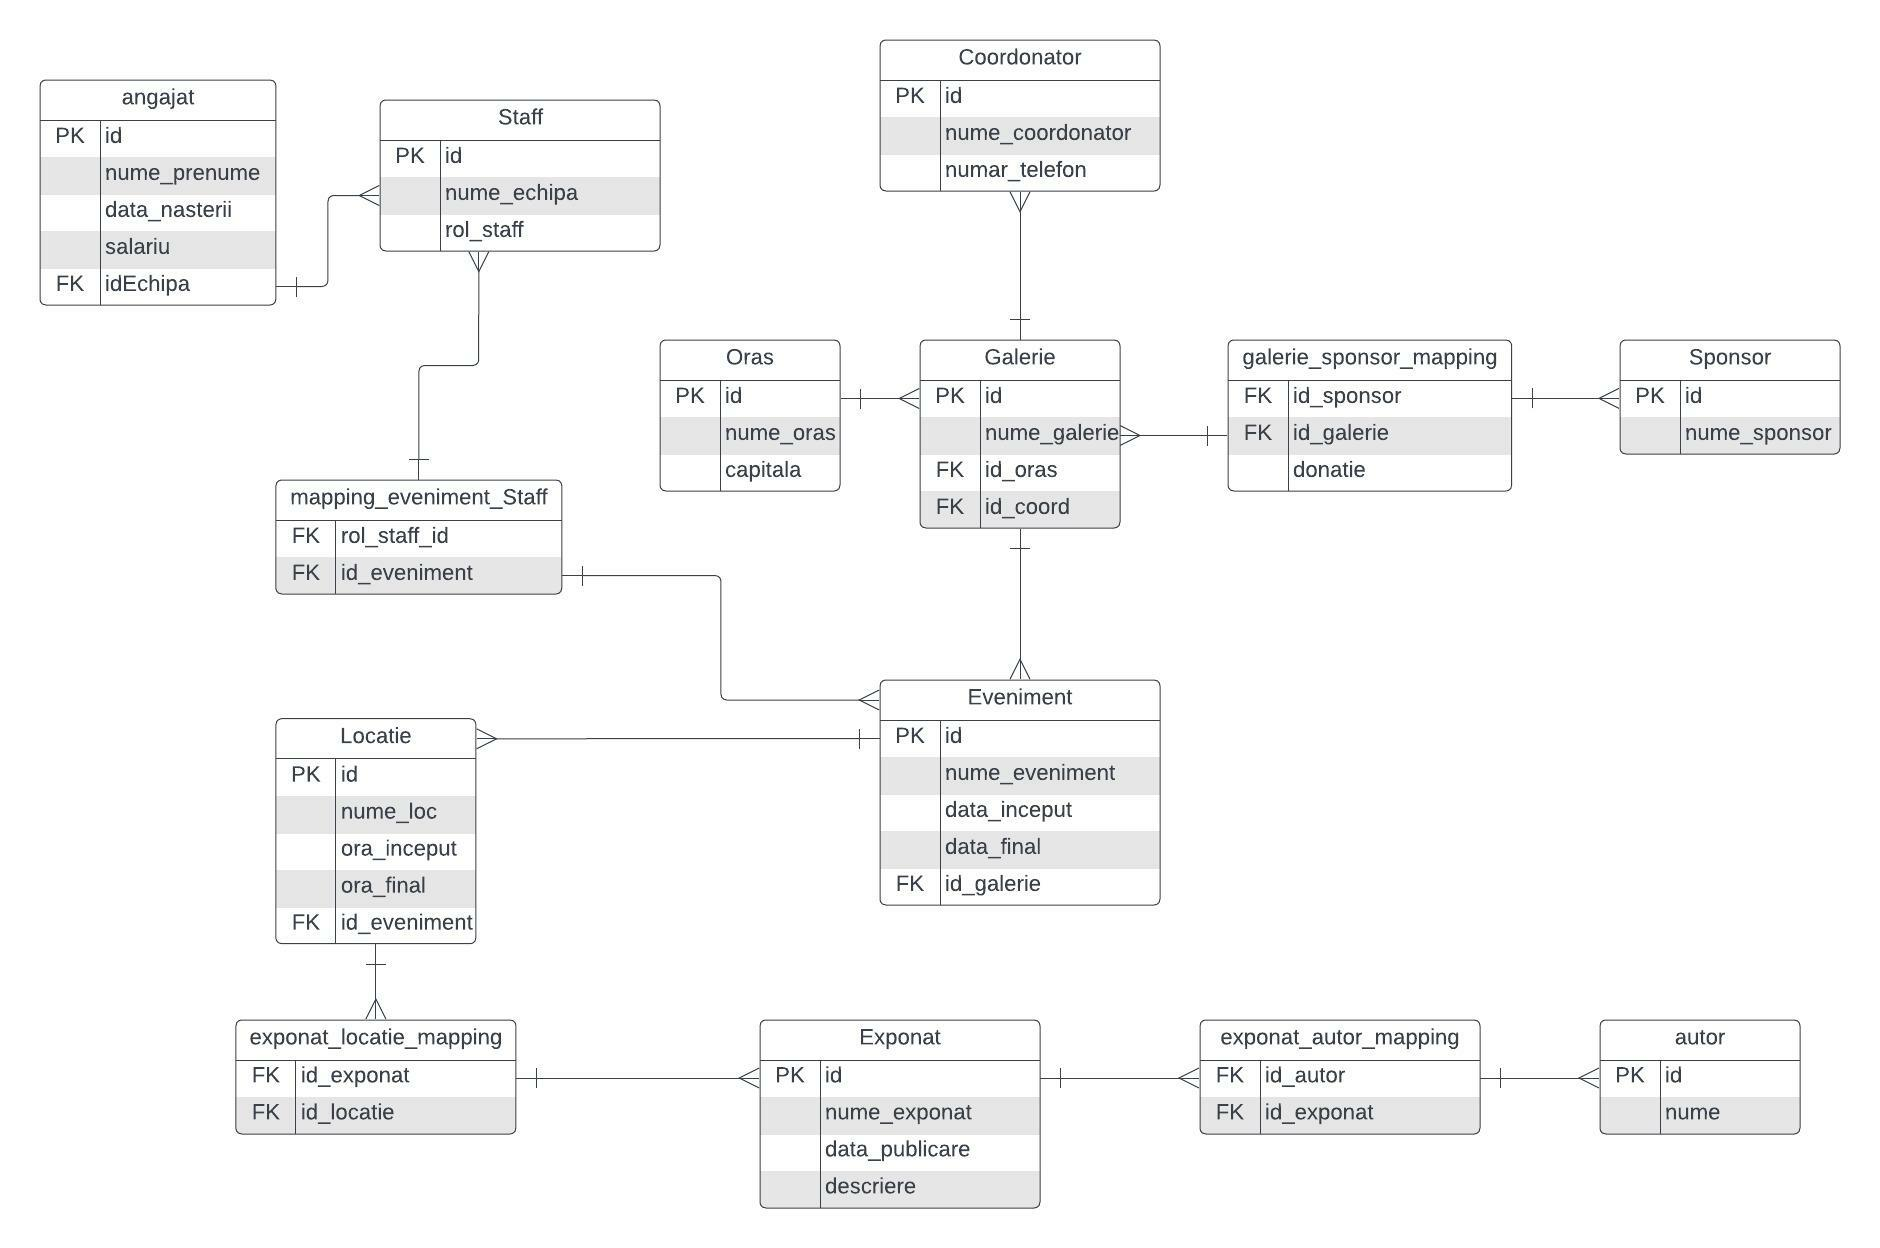 Coordonator
PK id
nume_coordonator
numar_telefon
angajat
PK id
nume_prenume
data_nasterii
salariu
FK idEchipa
Staff
PK id
nume_echipa
rol_staff
Oras
PK id
nume_oras
capitala
Galerie
PK id
nume_galerie
FK id_oras
FK id_coord
galerie_sponsor_mapping
FK id_sponsor
FK id_galerie
donatie
Sponsor
PK id
nume_sponsor
mapping_eveniment_Staff
FK rol_staff_id
FK id_eveniment
Eveniment
PK id
nume_eveniment
data_inceput
data_final
FK id_galerie
Locatie
PK id
nume_loc
ora_inceput
ora_final
FK id_eveniment
exponat_locatie_mapping
FK id_exponat
FK id_locatie
Exponat
PK id
nume_exponat
data_publicare
descriere
exponat_autor_mapping
FK id_autor
FK id_exponat
autor
PK id
nume